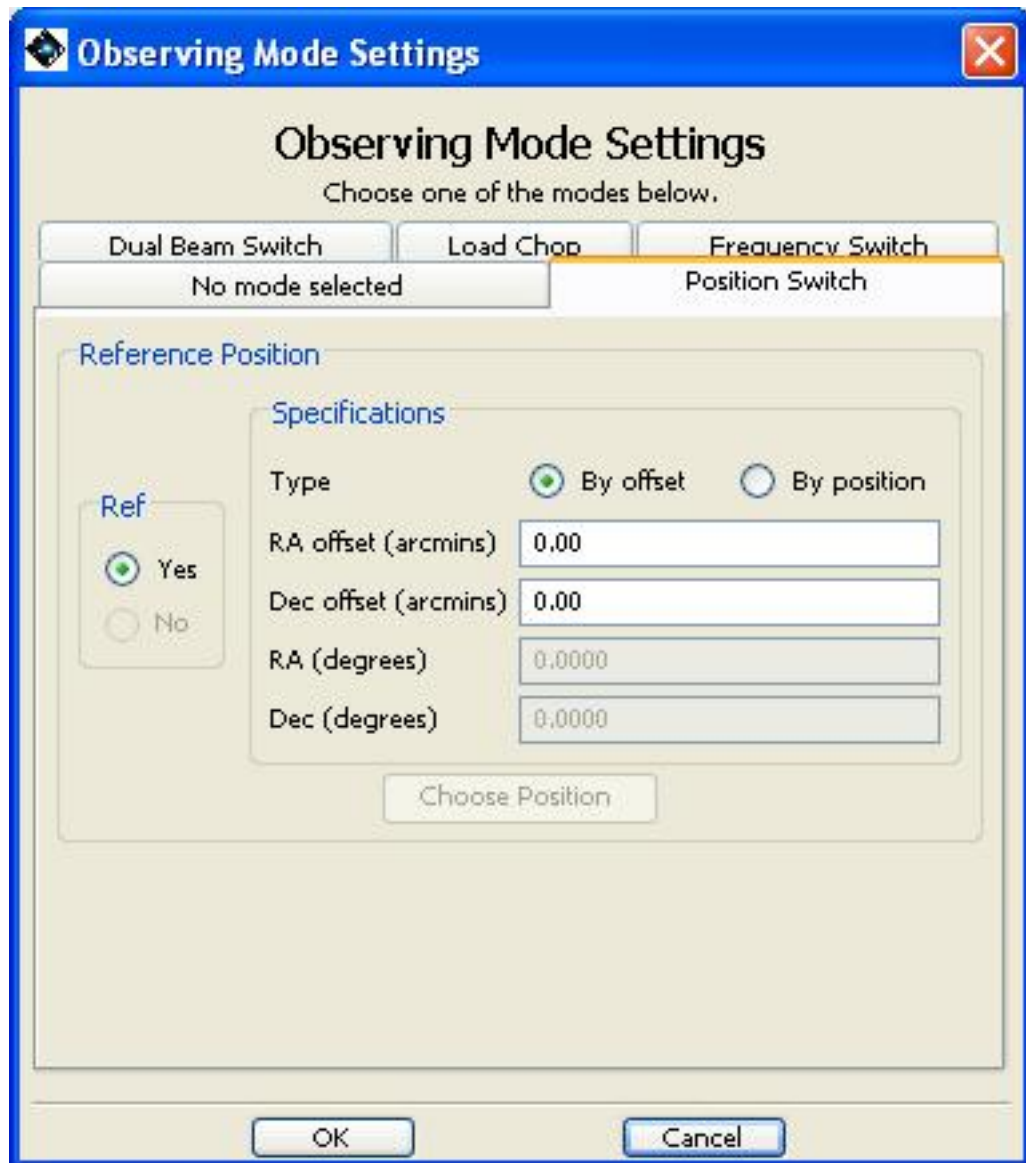 Observing Mode Settings
Observing Mode Settings
Choose one of the modes below.
Dual Beam Switch
Load Chop
Frequency Switch
No mode selected
Position Switch
Reference Position
Specifications
Type
By offset
By position
Ref
Yes
No
RA offset (arcmins)
0.00
Dec offset (arcmins)
0.00
RA (degrees)
0.0000
Dec (degrees)
0.0000
Choose Position
OK
Cancel